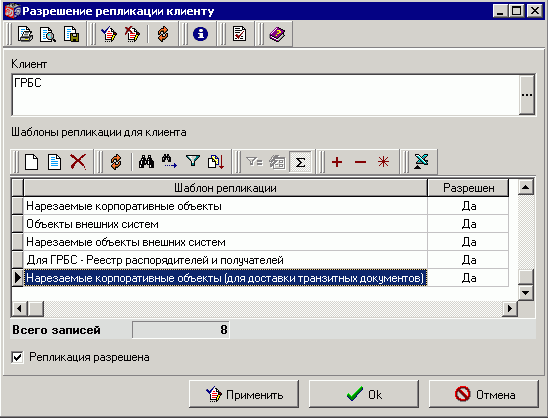 Разрешение репликации клиенту
Клиент
ГРБС
...
Шаблоны репликации для клиента
Шаблон репликации Разрешен
Нарезаемые корпоративные объекты Да
Объекты внешних систем Да
Нарезаемые объекты внешних систем Да
Для ГРБС - Реестр распорядителей и получателей Да
Нарезаемые корпоративные объекты (для доставки транзитных документов) Да
Всего записей 8
Репликация разрешена
Применить Ok Отмена